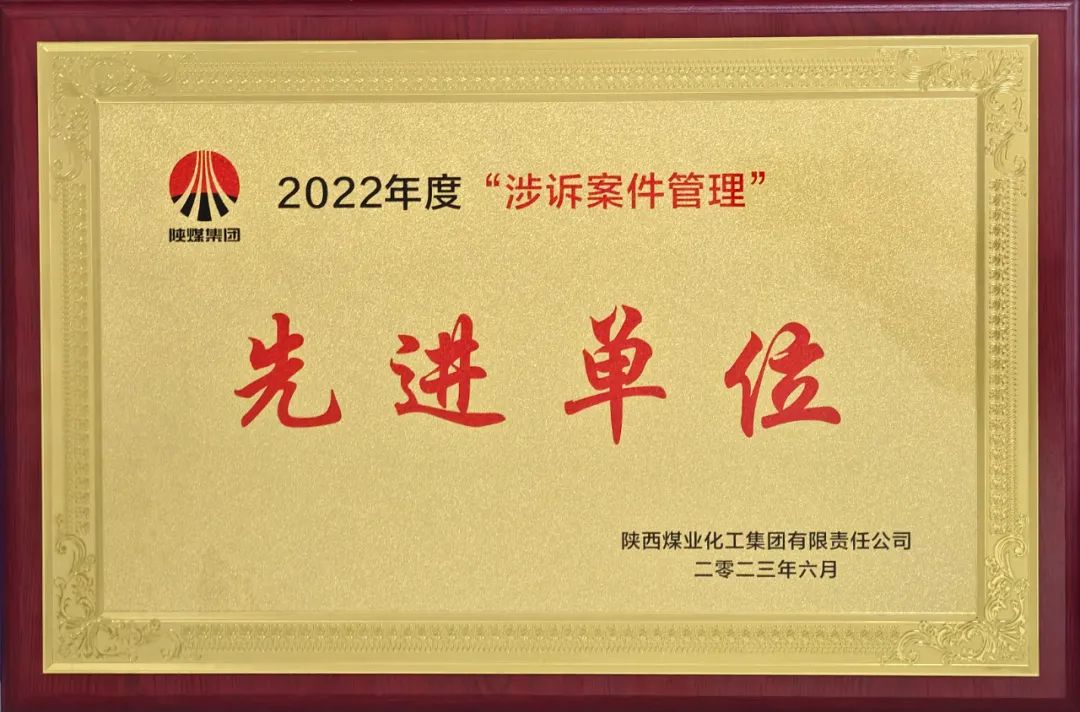 陕煤集团
2022年度“涉诉案件管理”
先进单位
陕西煤业化工集团有限责任公司
二零二三年六月